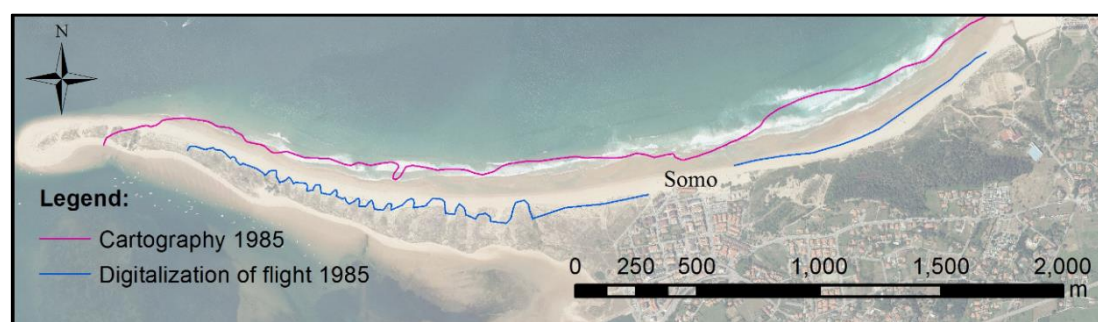 N
Somo
Legend:
Cartography 1985
Digitalization of flight 1985
0 250 500 1,000 1,500 2,000
m